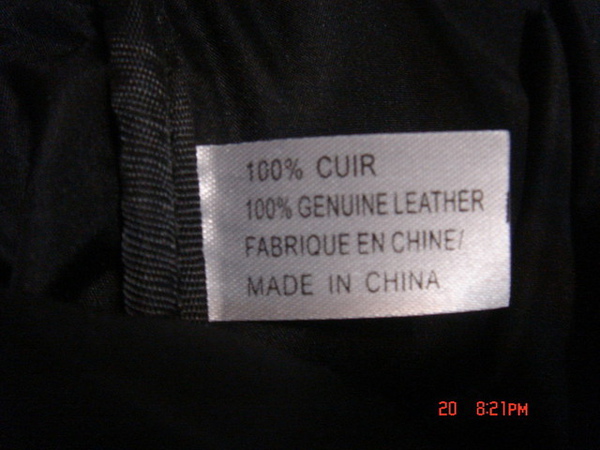 100% CUIR
100% GENUINE LEATHER
FABRIQUE EN CHINE/
MADE IN CHINA
20 8:21PM